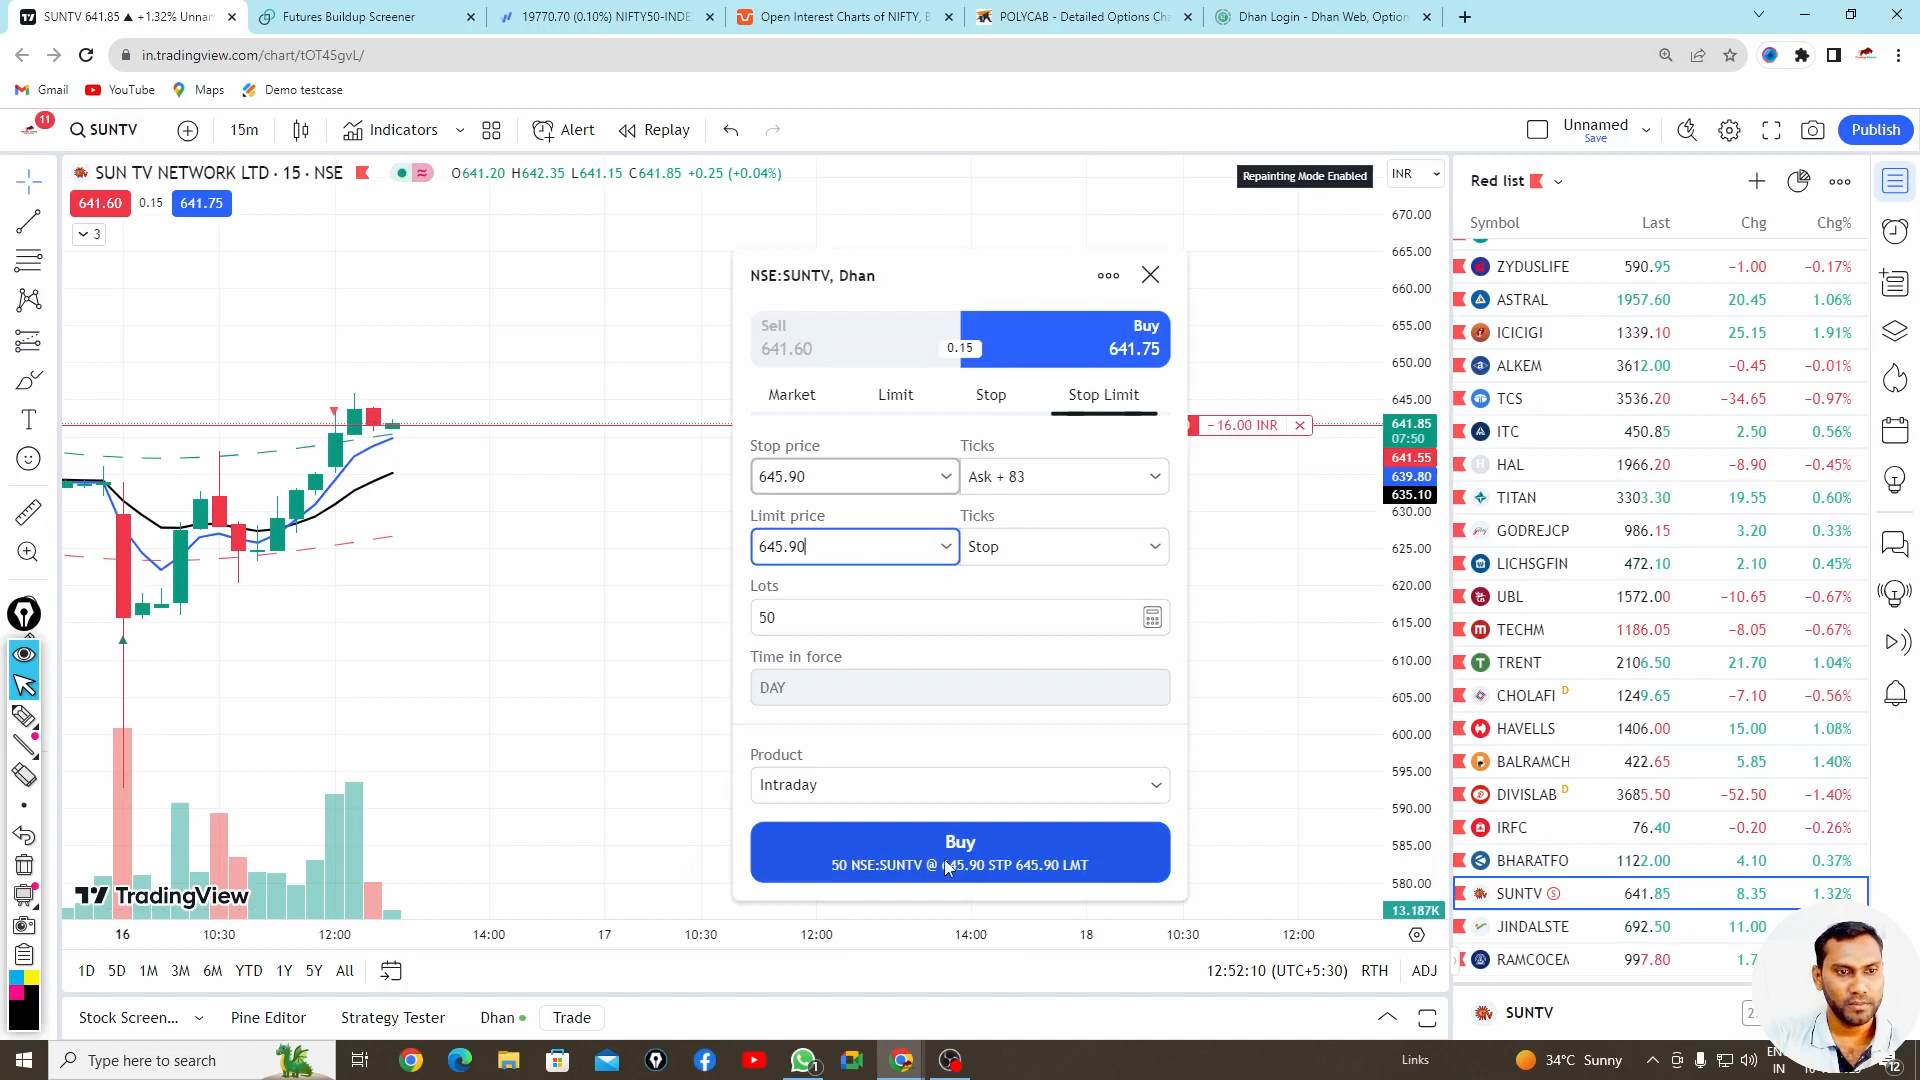 SUNTV 641.85 ▲ +1.32% Unnam
Futures Buildup Screener
19770.70 (0.10%) NIFTY50-INDE
Open Interest Charts of NIFTY, B
POLYCAB - Detailed Options Cha
Dhan Login - Dhan Web, Option
in.tradingview.com/chart/tOT45gvL/
Gmail
YouTube
Maps
Demo testcase
11
SUNTV
15m
Indicators
Alert
Replay
Unnamed
Save
Publish
SUN TV NETWORK LTD · 15 · NSE
O641.20 H642.35 L641.15 C641.85 +0.25 (+0.04%)
Repainting Mode Enabled
INR
641.60
0.15
641.75
3
670.00
665.00
660.00
655.00
650.00
645.00
641.85
07:50
641.55
639.80
635.10
630.00
625.00
620.00
615.00
610.00
605.00
600.00
595.00
590.00
585.00
580.00
13.187K
NSE:SUNTV, Dhan
Sell
641.60
0.15
Buy
641.75
Market
Limit
Stop
Stop Limit
Stop price
Ticks
645.90
Ask + 83
Limit price
Ticks
645.90
Stop
Lots
50
Time in force
DAY
Product
Intraday
Buy
50 NSE:SUNTV @ 645.90 STP 645.90 LMT
−16.00 INR
TradingView
16
10:30
12:00
14:00
17
10:30
12:00
14:00
18
10:30
12:00
1D 5D 1M 3M 6M YTD 1Y 5Y All
12:52:10 (UTC+5:30) RTH ADJ
Stock Screen...
Pine Editor
Strategy Tester
Dhan
Trade
Red list
Symbol Last Chg Chg%
ZYDUSLIFE 590.95 −1.00 −0.17%
ASTRAL 1957.60 20.45 1.06%
ICICIGI 1339.10 25.15 1.91%
ALKEM 3612.00 −0.45 −0.01%
TCS 3536.20 −34.65 −0.97%
ITC 450.85 2.50 0.56%
HAL 1966.20 −8.90 −0.45%
TITAN 3303.30 19.55 0.60%
GODREJCP 986.15 3.20 0.33%
LICHSGFIN 472.10 2.10 0.45%
UBL 1572.00 −10.65 −0.67%
TECHM 1186.05 −8.05 −0.67%
TRENT 2106.50 21.70 1.04%
CHOLAFI D 1249.65 −7.10 −0.56%
HAVELLS 1406.00 15.00 1.08%
BALRAMCH 422.65 5.85 1.40%
DIVISLAB D 3685.50 −52.50 −1.40%
IRFC 76.40 −0.20 −0.26%
BHARATFO 1122.00 4.10 0.37%
SUNTV S 641.85 8.35 1.32%
JINDALSTE 692.50 11.00
RAMCOCEM 997.80 1.7
SUNTV
2.
Type here to search
1
Links
34°C Sunny
IN
12